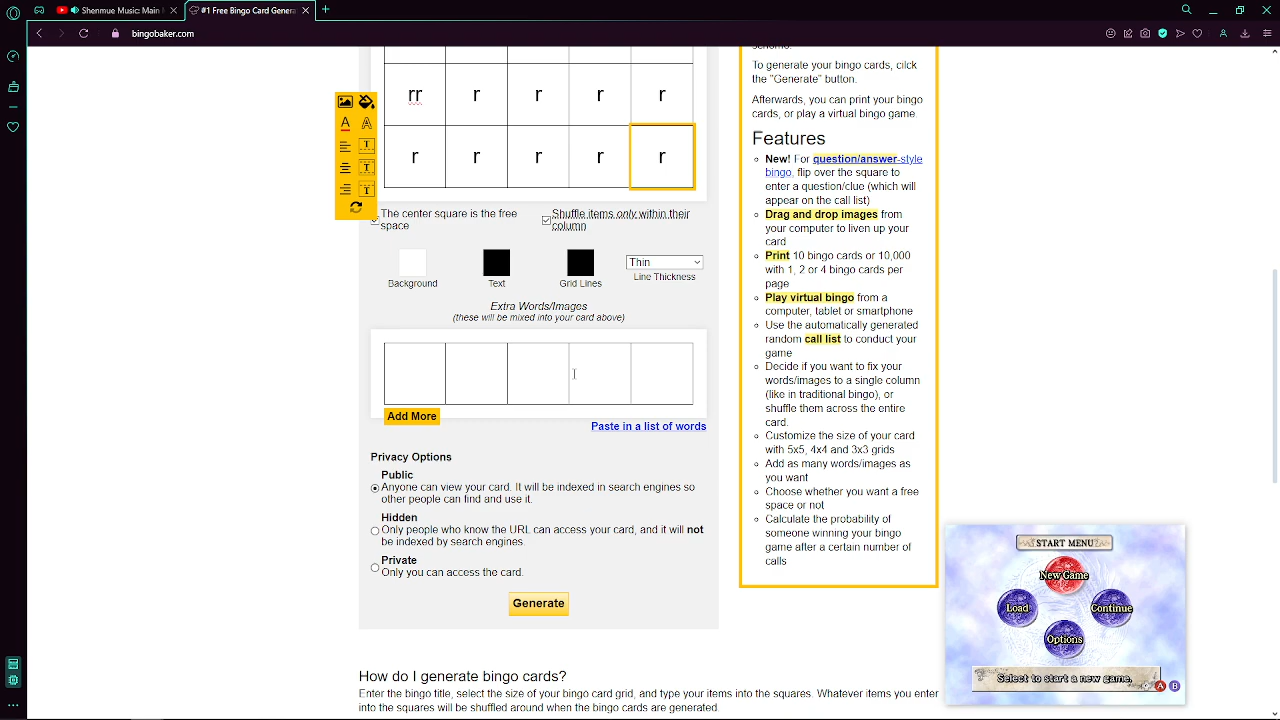 Shenmue Music: Main M
#1 Free Bingo Card Genera
bingobaker.com
rr r r r r
r r r r r
The center square is the free space
Shuffle items only within their column
Background
Text
Grid Lines
Thin
Line Thickness
Extra Words/Images
(these will be mixed into your card above)
Add More
Paste in a list of words
Privacy Options
Public
Anyone can view your card. It will be indexed in search engines so
other people can find and use it.
Hidden
Only people who know the URL can access your card, and it will not
be indexed by search engines.
Private
Only you can access the card.
Generate
How do I generate bingo cards?
Enter the bingo title, select the size of your bingo card grid, and type your items into the squares. Whatever items you enter
into the squares will be shuffled around when the bingo cards are generated.
To generate your bingo cards, click
the "Generate" button.
Afterwards, you can print your bingo
cards, or play a virtual bingo game.
Features
New! For question/answer-style
bingo, flip over the square to
enter a question/clue (which will
appear on the call list)
Drag and drop images from
your computer to liven up your
card
Print 10 bingo cards or 10,000
with 1, 2 or 4 bingo cards per
page
Play virtual bingo from a
computer, tablet or smartphone
Use the automatically generated
random call list to conduct your
game
Decide if you want to fix your
words/images to a single column
(like in traditional bingo), or
shuffle them across the entire
card.
Customize the size of your card
with 5x5, 4x4 and 3x3 grids
Add as many words/images as
you want
Choose whether you want a free
space or not
Calculate the probability of
someone winning your bingo
game after a certain number of
calls
START MENU
New Game
Load
Continue
Options
Select to start a new game.
A B